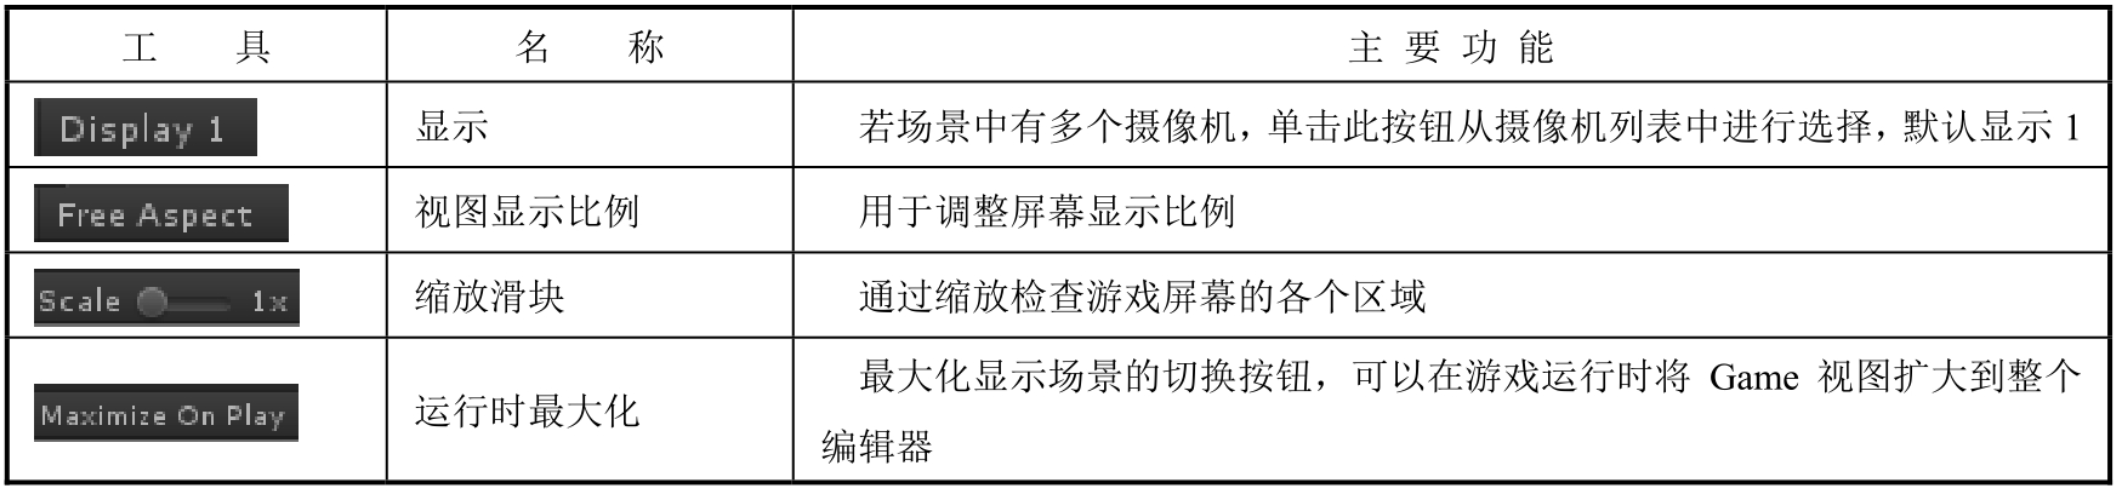 工 具 名 称 主 要 功 能
Display 1 显示 若场景中有多个摄像机，单击此按钮从摄像机列表中进行选择，默认显示 1
Free Aspect 视图显示比例 用于调整屏幕显示比例
Scale 1x 缩放滑块 通过缩放检查游戏屏幕的各个区域
Maximize On Play 运行时最大化 最大化显示场景的切换按钮，可以在游戏运行时将 Game 视图扩大到整个
编辑器